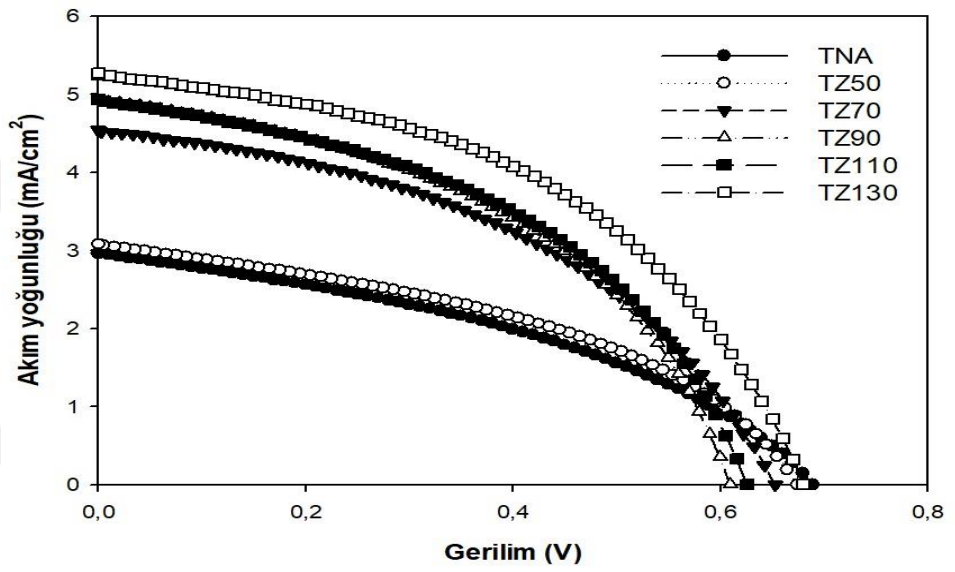 Akım yoğunluğu (mA/cm²)
6
5
4
3
2
1
0
TNA
TZ50
TZ70
TZ90
TZ110
TZ130
0,0
0,2
0,4
0,6
0,8
Gerilim (V)